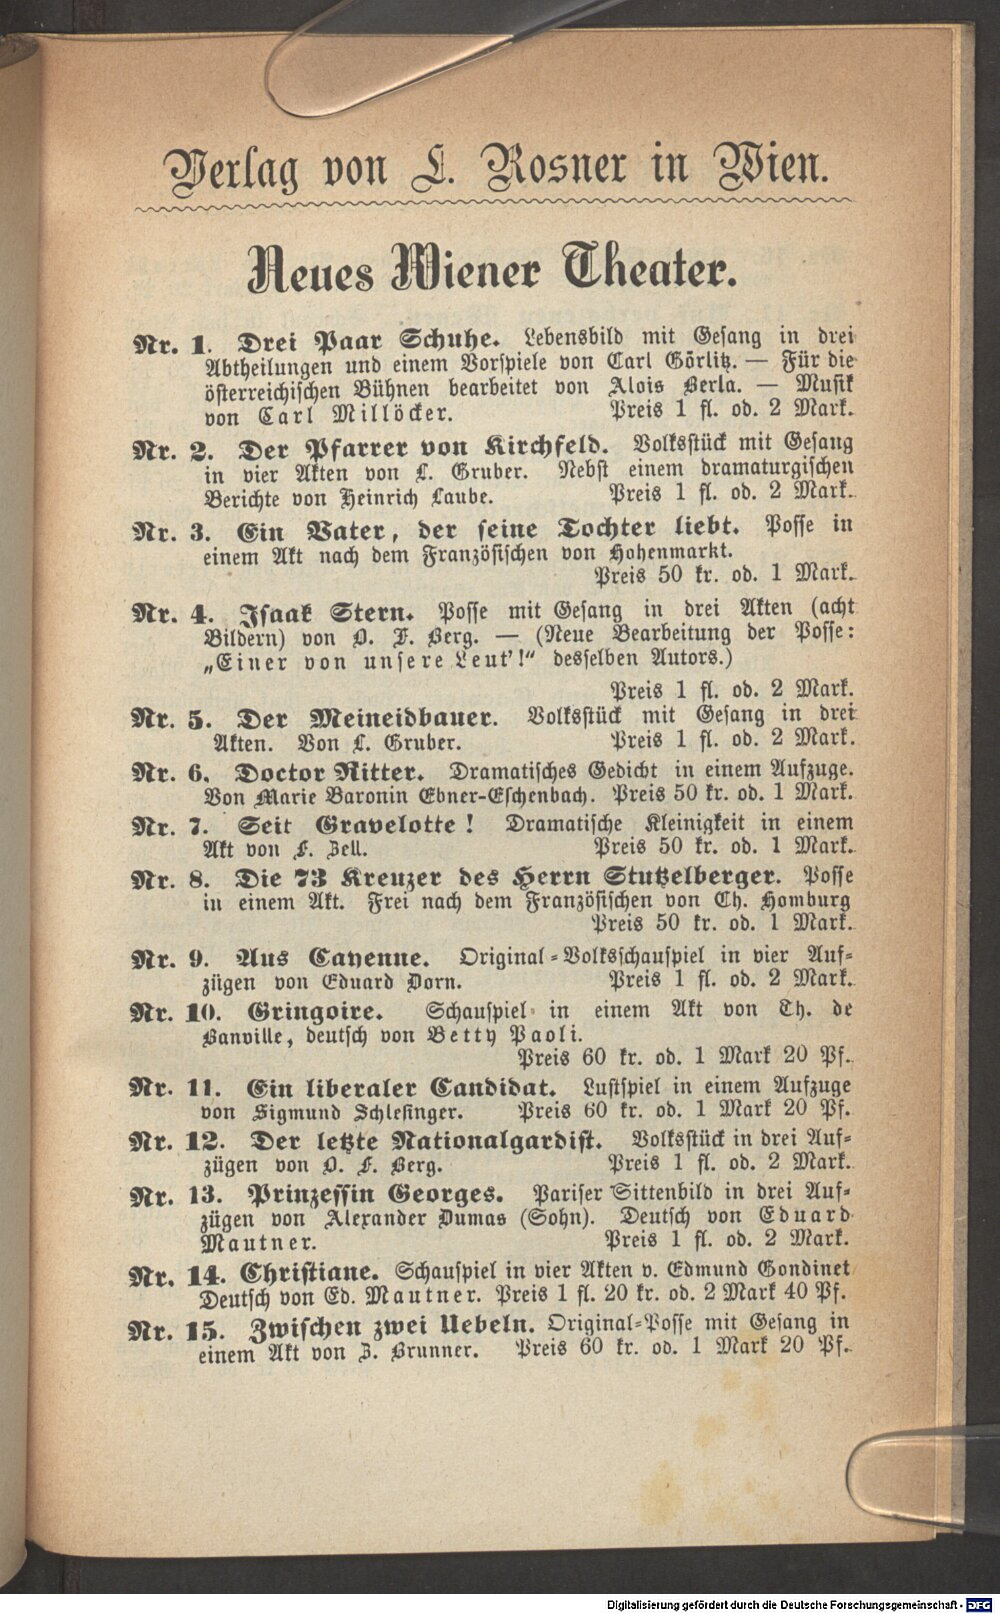 Verlag von L. Rosner in Wien.
Neues Wiener Theater.
Nr. 1. Drei Paar Schuhe. Lebensbild mit Gesang in drei
Abtheilungen und einem Vorspiele von Carl Görlitz. — Für die
österreichischen Bühnen bearbeitet von Alois Berla. — Musik
von Carl Millöcker. Preis 1 fl. od. 2 Mark.
Nr. 2. Der Pfarrer von Kirchfeld. Volksstück mit Gesang
in vier Akten von L. Gruber. Nebst einem dramaturgischen
Berichte von Heinrich Laube. Preis 1 fl. od. 2 Mark.
Nr. 3. Ein Vater, der seine Tochter liebt. Posse in
einem Akt nach dem Französischen von Hohenmarkt.
Preis 50 kr. od. 1 Mark.
Nr. 4. Isaak Stern. Posse mit Gesang in drei Akten (acht
Bildern) von O. F. Berg. — (Neue Bearbeitung der Posse:
„Einer von unsere Leut'!“ desselben Autors.)
Preis 1 fl. od. 2 Mark.
Nr. 5. Der Meineidbauer. Volksstück mit Gesang in drei
Akten. Von L. Gruber. Preis 1 fl. od. 2 Mark.
Nr. 6. Doctor Ritter. Dramatisches Gedicht in einem Aufzuge.
Von Marie Baronin Ebner-Eschenbach. Preis 50 kr. od. 1 Mark.
Nr. 7. Seit Gravelotte! Dramatische Kleinigkeit in einem
Akt von F. Zell. Preis 50 kr. od. 1 Mark.
Nr. 8. Die 73 Kreuzer des Herrn Stutzelberger. Posse
in einem Akt. Frei nach dem Französischen von Th. Homburg
Preis 50 kr. od. 1 Mark.
Nr. 9. Aus Cayenne. Original-Volksschauspiel in vier Auf-
zügen von Eduard Dorn. Preis 1 fl. od. 2 Mark.
Nr. 10. Gringoire. Schauspiel in einem Akt von Th. de
Banville, deutsch von Betty Paoli.
Preis 60 kr. od. 1 Mark 20 Pf.
Nr. 11. Ein liberaler Candidat. Lustspiel in einem Aufzuge
von Sigmund Schlesinger. Preis 60 kr. od. 1 Mark 20 Pf.
Nr. 12. Der letzte Nationalgardist. Volksstück in drei Auf-
zügen von O. F. Berg. Preis 1 fl. od. 2 Mark.
Nr. 13. Prinzessin Georges. Pariser Sittenbild in drei Auf-
zügen von Alexander Dumas (Sohn). Deutsch von Eduard
Mautner. Preis 1 fl. od. 2 Mark.
Nr. 14. Christiane. Schauspiel in vier Akten v. Edmund Gondinet
Deutsch von Ed. Mautner. Preis 1 fl. 20 kr. od. 2 Mark 40 Pf.
Nr. 15. Zwischen zwei Uebeln. Original-Posse mit Gesang in
einem Akt von Z. Brunner. Preis 60 kr. od. 1 Mark 20 Pf.
Digitalisierung gefördert durch die Deutsche Forschungsgemeinschaft - DFG